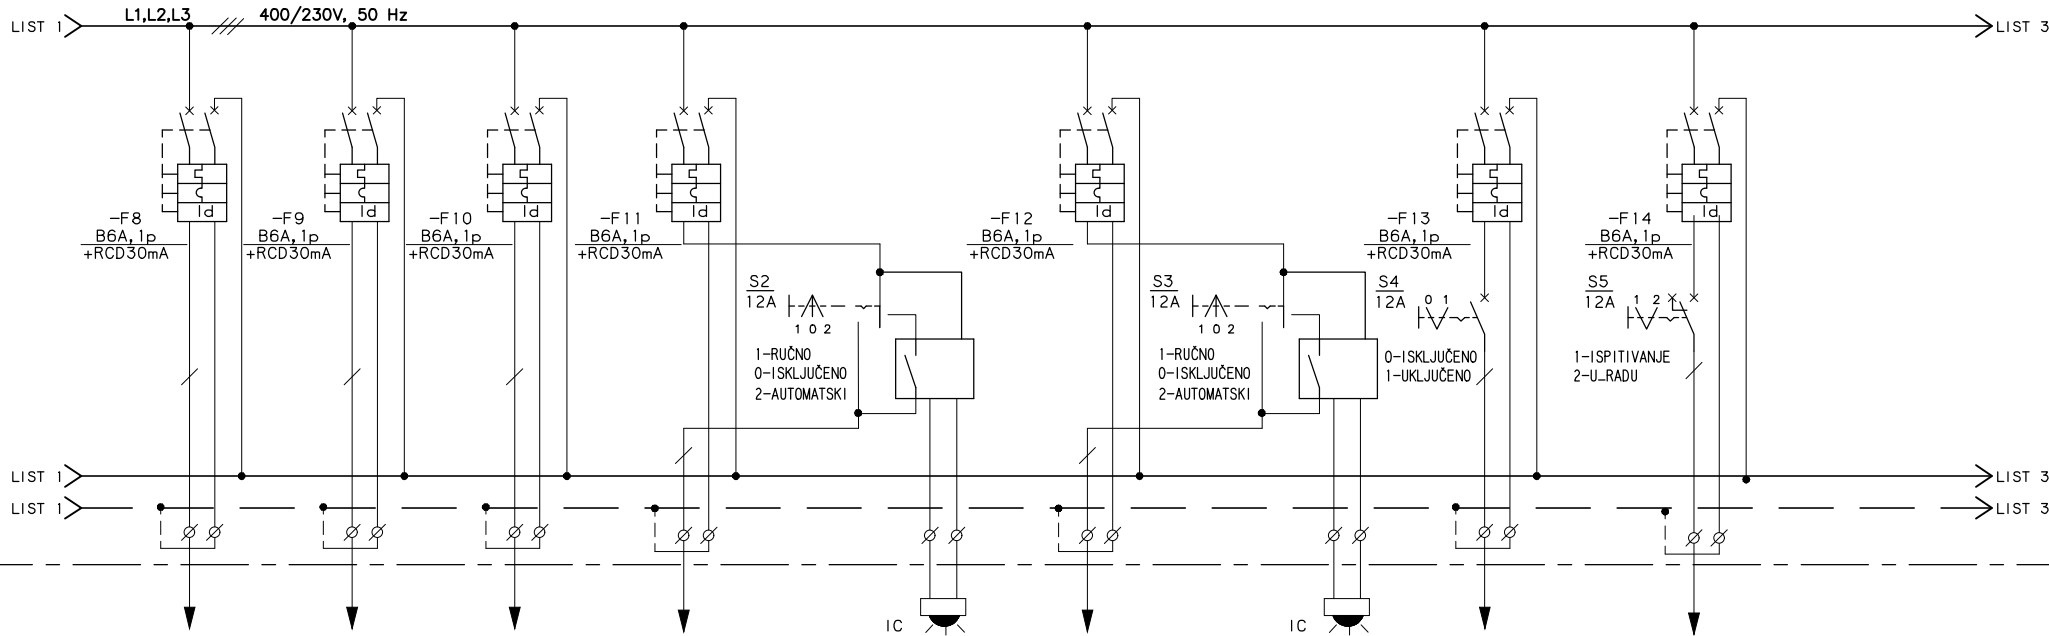 L1,L2,L3
400/230V, 50 Hz
LIST 1
LIST 3
-F8
B6A,1p
+RCD30mA
Id
-F9
B6A,1p
+RCD30mA
Id
-F10
B6A,1p
+RCD30mA
Id
-F11
B6A,1p
+RCD30mA
Id
S2
12A
1 0 2
1-RUČNO
0-ISKLJUČENO
2-AUTOMATSKI
-F12
B6A,1p
+RCD30mA
Id
S3
12A
1 0 2
1-RUČNO
0-ISKLJUČENO
2-AUTOMATSKI
-F13
B6A,1p
+RCD30mA
Id
S4
12A
0 1
0-ISKLJUČENO
1-UKLJUČENO
-F14
B6A,1p
+RCD30mA
Id
S5
12A
1 2
1-ISPITIVANJE
2-U_RADU
LIST 1
LIST 3
LIST 1
LIST 3
IC
IC